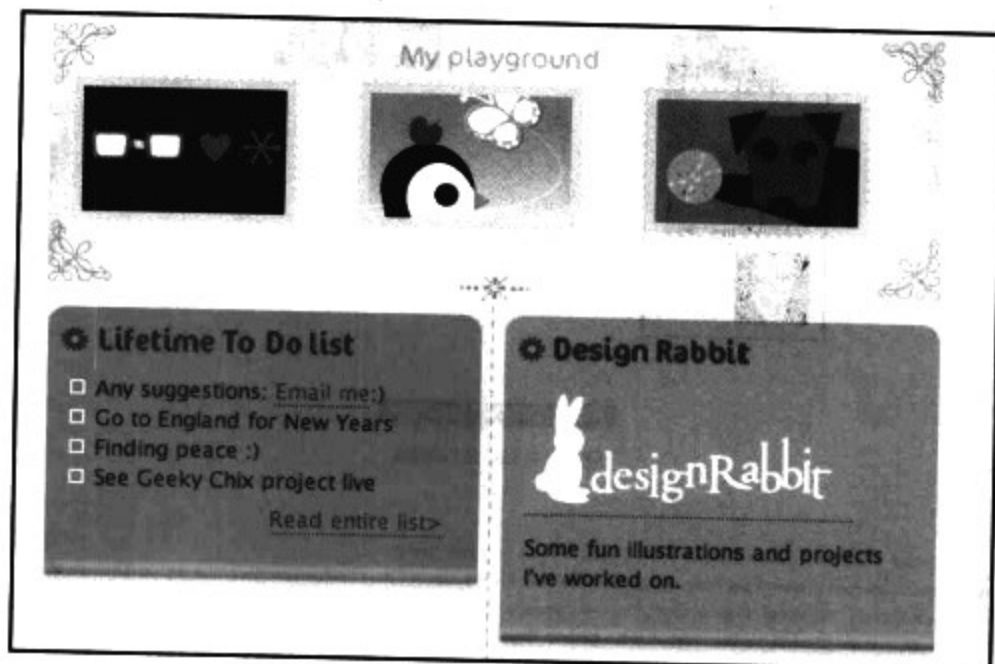 My playground
Lifetime To Do list
Any suggestions: Email me:)
Go to England for New Years
Finding peace :)
See Geeky Chix project live
Read entire list>
Design Rabbit
designRabbit
Some fun illustrations and projects
I've worked on.